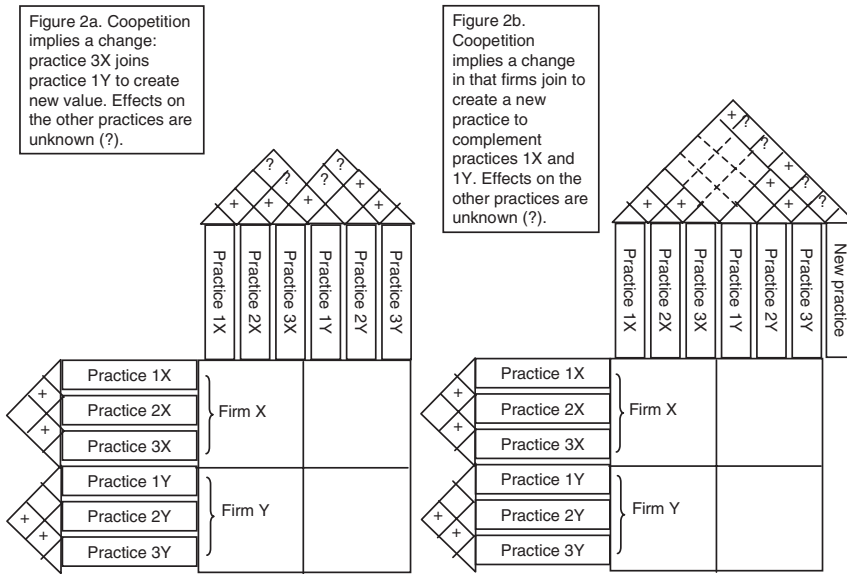 Figure 2a. Coopetition
implies a change:
practice 3X joins
practice 1Y to create
new value. Effects on
the other practices are
unknown (?).
? ?
? ?
+ + + +
+ +
Practice 1X
Practice 2X
Practice 3X
Practice 1Y
Practice 2Y
Practice 3Y
Practice 1X
Practice 2X
Practice 3X
Practice 1Y
Practice 2Y
Practice 3Y
+
+
+
+
Firm X
Firm Y
Figure 2b.
Coopetition
implies a change
in that firms join to
create a new
practice to
complement
practices 1X and
1Y. Effects on the
other practices are
unknown (?).
+ ?
?
+ ?
+ + + ?
+ + ?
Practice 1X
Practice 2X
Practice 3X
Practice 1Y
Practice 2Y
Practice 3Y
New practice
Practice 1X
Practice 2X
Practice 3X
Practice 1Y
Practice 2Y
Practice 3Y
+
+
+
+
Firm X
Firm Y